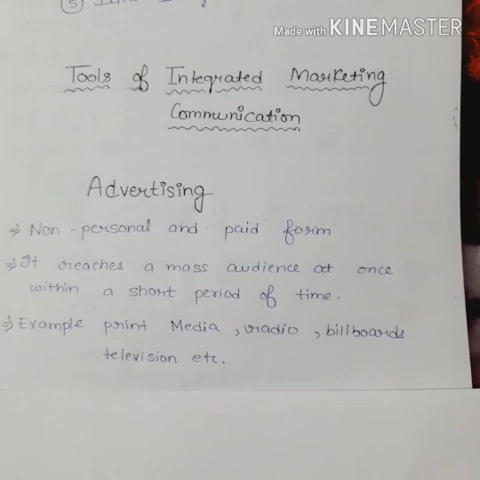 Made with KINEMASTER
Tools of Integrated Marketing
Communication
Advertising
⇒ Non-personal and paid form
⇒ It reaches a mass audience at once
within a short period of time.
⇒ Example print Media, radio, billboards
television etc.